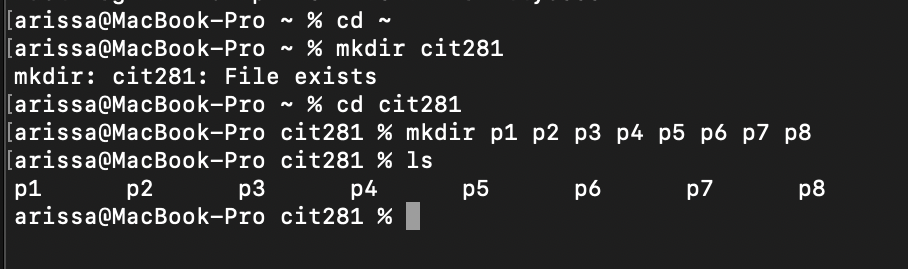 [arissa@MacBook-Pro ~ % cd ~
[arissa@MacBook-Pro ~ % mkdir cit281
mkdir: cit281: File exists
[arissa@MacBook-Pro ~ % cd cit281
[arissa@MacBook-Pro cit281 % mkdir p1 p2 p3 p4 p5 p6 p7 p8
[arissa@MacBook-Pro cit281 % ls
p1 p2 p3 p4 p5 p6 p7 p8
arissa@MacBook-Pro cit281 %